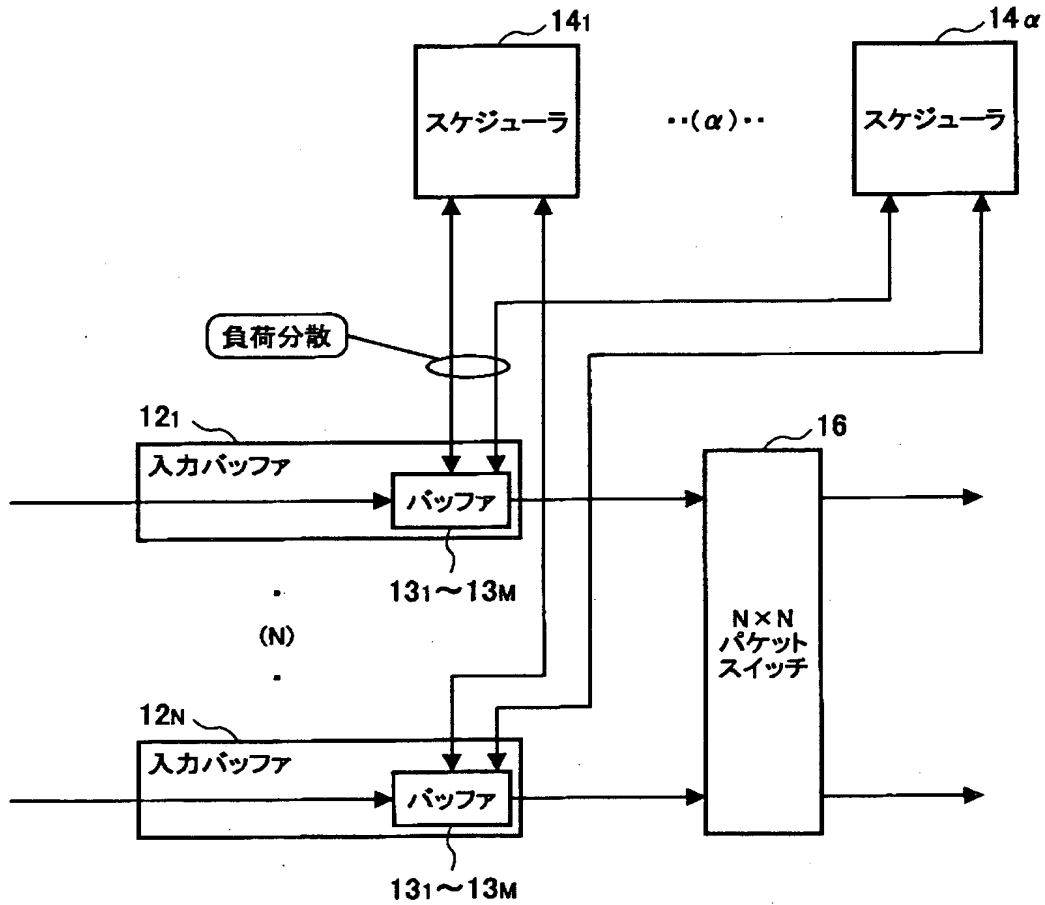 14₁
14α
スケジューラ
‥(α)‥
スケジューラ
負荷分散
12₁
16
入力バッファ
バッファ
13₁～13M
・
(N)
・
N×N
パケット
スイッチ
12N
入力バッファ
バッファ
13₁～13M